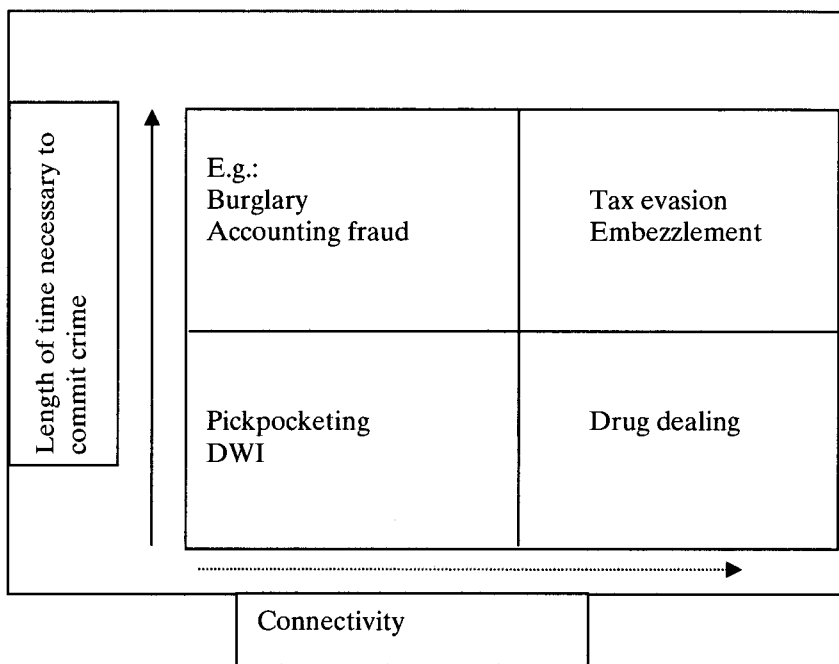 Length of time necessary to
commit crime
E.g.:
Burglary
Accounting fraud
Tax evasion
Embezzlement
Pickpocketing
DWI
Drug dealing
Connectivity